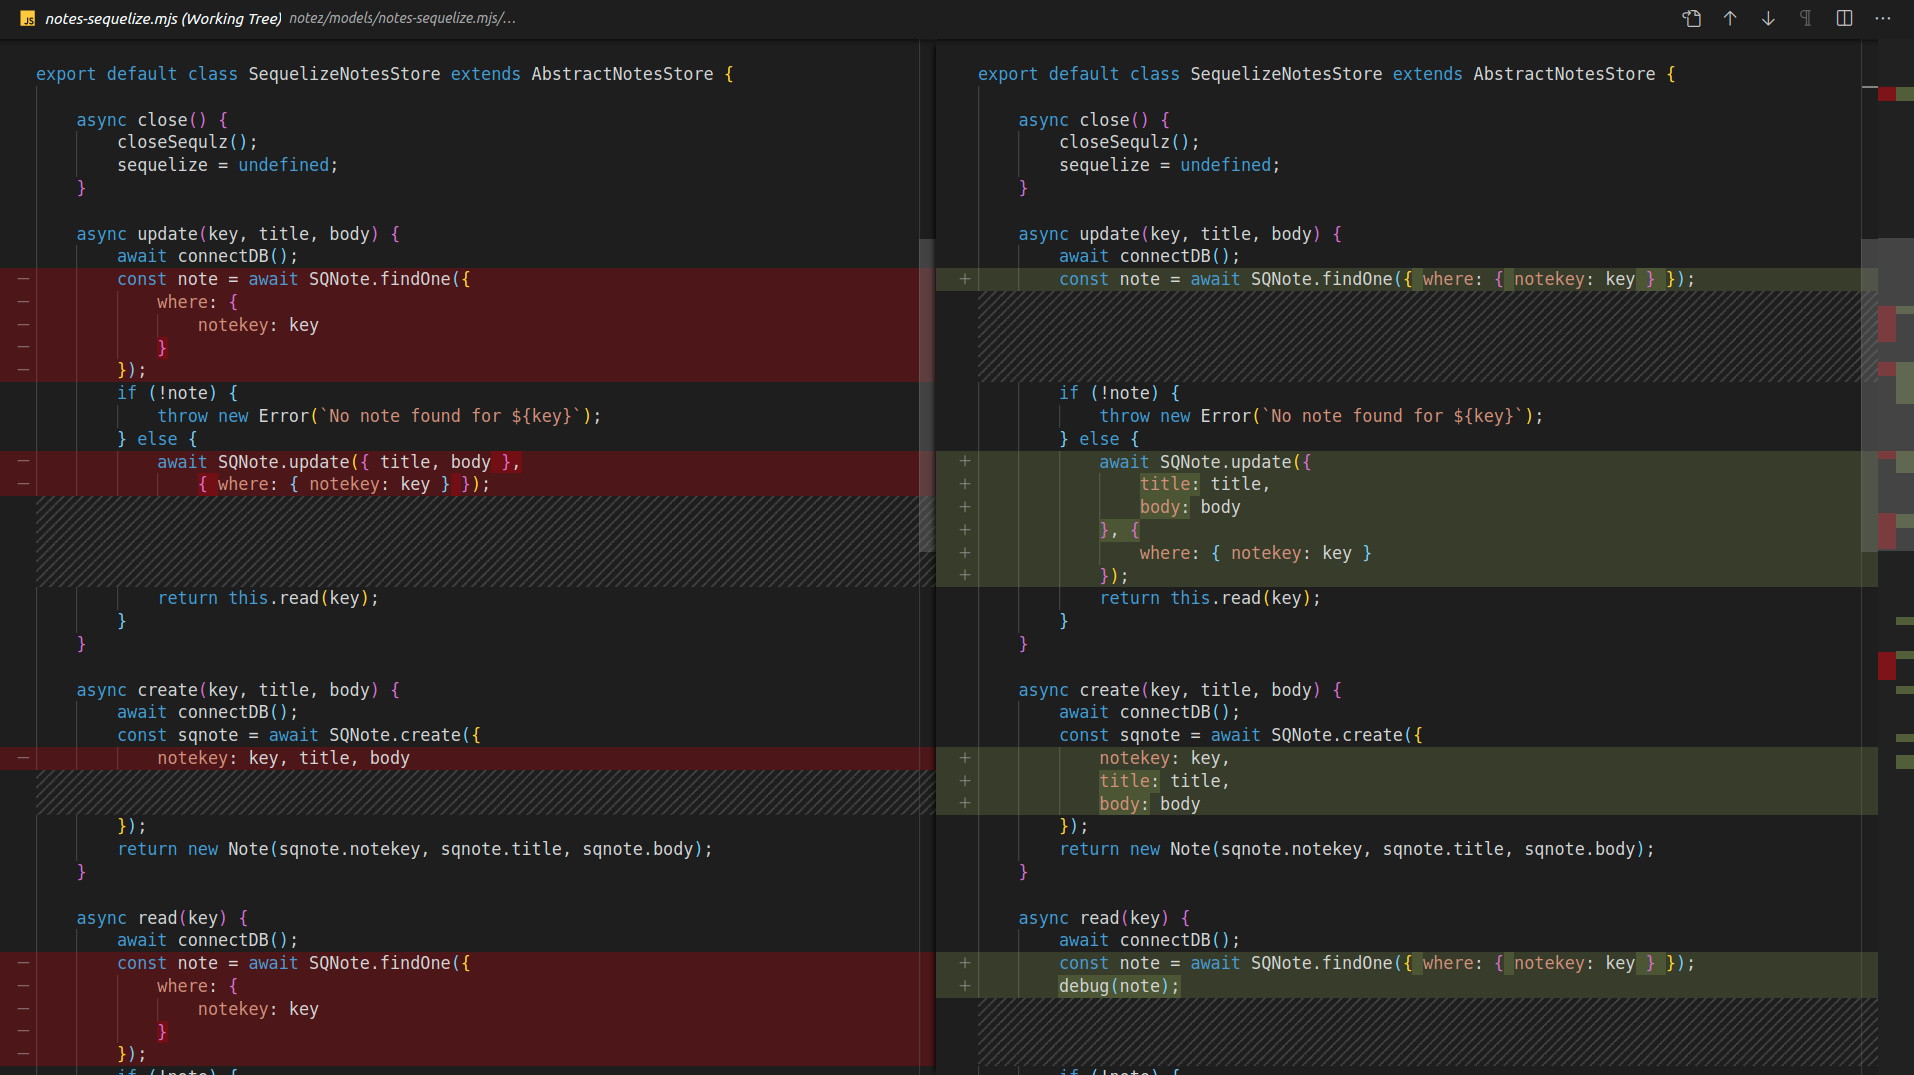 JS notes-sequelize.mjs (Working Tree) notez/models/notes-sequelize.mjs/...
export default class SequelizeNotesStore extends AbstractNotesStore {
async close() {
closeSequlz();
sequelize = undefined;
}
async update(key, title, body) {
await connectDB();
- const note = await SQNote.findOne({
- where: {
- notekey: key
- }
- });
if (!note) {
throw new Error(`No note found for ${key}`);
} else {
- await SQNote.update({ title, body },
- { where: { notekey: key } });
return this.read(key);
}
}
async create(key, title, body) {
await connectDB();
const sqnote = await SQNote.create({
- notekey: key, title, body
});
return new Note(sqnote.notekey, sqnote.title, sqnote.body);
}
async read(key) {
await connectDB();
- const note = await SQNote.findOne({
- where: {
- notekey: key
- }
- });
if (!note) {
export default class SequelizeNotesStore extends AbstractNotesStore {
async close() {
closeSequlz();
sequelize = undefined;
}
async update(key, title, body) {
await connectDB();
+ const note = await SQNote.findOne({ where: { notekey: key } });
if (!note) {
throw new Error(`No note found for ${key}`);
} else {
+ await SQNote.update({
+ title: title,
+ body: body
+ }, {
+ where: { notekey: key }
+ });
return this.read(key);
}
}
async create(key, title, body) {
await connectDB();
const sqnote = await SQNote.create({
+ notekey: key,
+ title: title,
+ body: body
});
return new Note(sqnote.notekey, sqnote.title, sqnote.body);
}
async read(key) {
await connectDB();
+ const note = await SQNote.findOne({ where: { notekey: key } });
+ debug(note);
if (!note) {